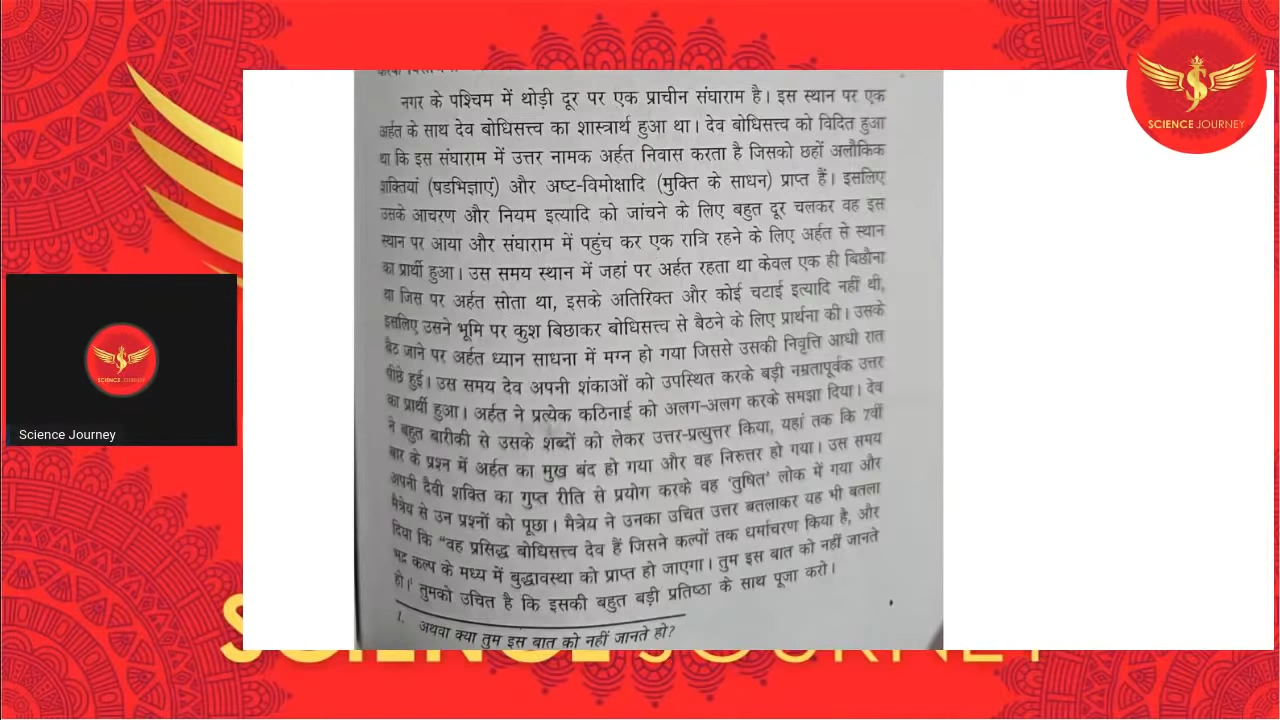 नगर के पश्चिम में थोड़ी दूर पर एक प्राचीन संघाराम है। इस स्थान पर एक
अर्हत के साथ देव बोधिसत्त्व का शास्त्रार्थ हुआ था। देव बोधिसत्त्व को विदित हुआ
था कि इस संघाराम में उत्तर नामक अर्हत निवास करता है जिसको छहों अलौकिक
शक्तियां (षडभिज्ञाएं) और अष्ट-विमोक्षादि (मुक्ति के साधन) प्राप्त हैं। इसलिए
उसके आचरण और नियम इत्यादि को जांचने के लिए बहुत दूर चलकर वह इस
स्थान पर आया और संघाराम में पहुंच कर एक रात्रि रहने के लिए अर्हत से स्थान
का प्रार्थी हुआ। उस समय स्थान में जहां पर अर्हत रहता था केवल एक ही बिछौना
था जिस पर अर्हत सोता था, इसके अतिरिक्त और कोई चटाई इत्यादि नहीं थी,
इसलिए उसने भूमि पर कुश बिछाकर बोधिसत्त्व से बैठने के लिए प्रार्थना की। उसके
बैठ जाने पर अर्हत ध्यान साधना में मग्न हो गया जिससे उसकी निवृत्ति आधी रात
पीछे हुई। उस समय देव अपनी शंकाओं को उपस्थित करके बड़ी नम्रतापूर्वक उत्तर
का प्रार्थी हुआ। अर्हत ने प्रत्येक कठिनाई को अलग-अलग करके समझा दिया। देव
ने बहुत बारीकी से उसके शब्दों को लेकर उत्तर-प्रत्युत्तर किया, यहां तक कि 7वीं
बार के प्रश्न में अर्हत का मुख बंद हो गया और वह निरुत्तर हो गया। उस समय
अपनी दैवी शक्ति का गुप्त रीति से प्रयोग करके वह 'तुषित' लोक में गया और
मैत्रेय से उन प्रश्नों को पूछा। मैत्रेय ने उनका उचित उत्तर बतलाकर यह भी बतला
दिया कि "वह प्रसिद्ध बोधिसत्त्व देव हैं जिसने कल्पों तक धर्माचरण किया है, और
भद्र कल्प के मध्य में बुद्धावस्था को प्राप्त हो जाएगा। तुम इस बात को नहीं जानते
हो।' तुमको उचित है कि इसकी बहुत बड़ी प्रतिष्ठा के साथ पूजा करो।
1. अथवा क्या तुम इस बात को नहीं जानते हो?
SCIENCE JOURNEY
SCIENCE JOURNEY
Science Journey
SCIENCE JOURNEY